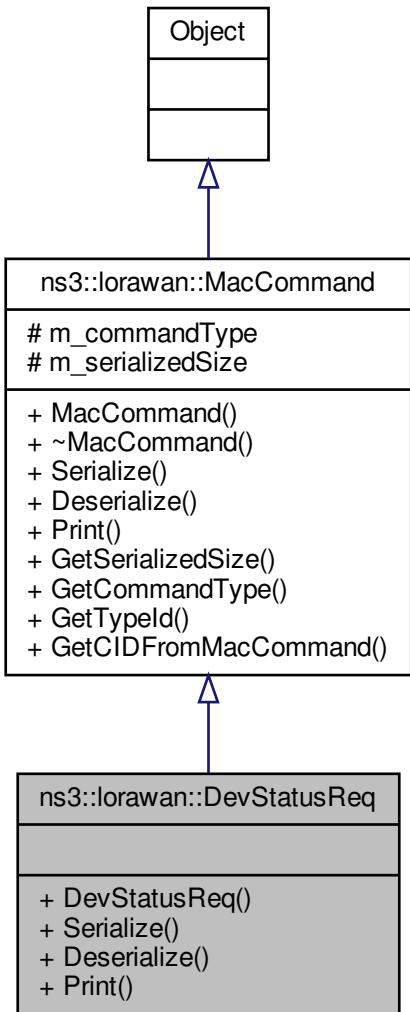 Object
ns3::lorawan::MacCommand
# m_commandType
# m_serializedSize
+ MacCommand()
+ ~MacCommand()
+ Serialize()
+ Deserialize()
+ Print()
+ GetSerializedSize()
+ GetCommandType()
+ GetTypeId()
+ GetCIDFromMacCommand()
ns3::lorawan::DevStatusReq
+ DevStatusReq()
+ Serialize()
+ Deserialize()
+ Print()